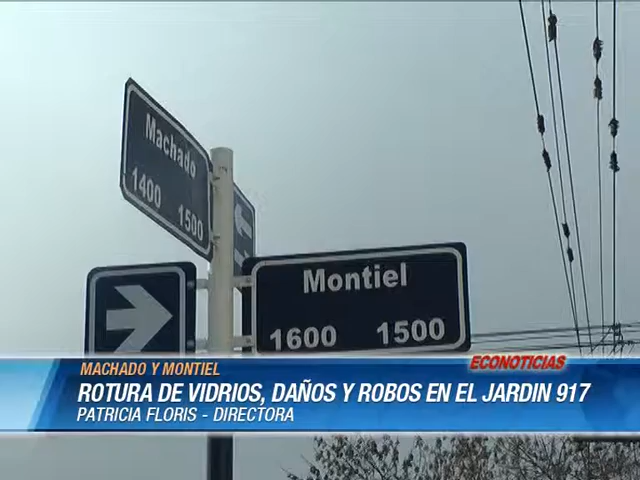 Machado
1400 1500
Montiel
1600 1500
ECONOTICIAS
MACHADO Y MONTIEL
ROTURA DE VIDRIOS, DAÑOS Y ROBOS EN EL JARDIN 917
PATRICIA FLORIS - DIRECTORA